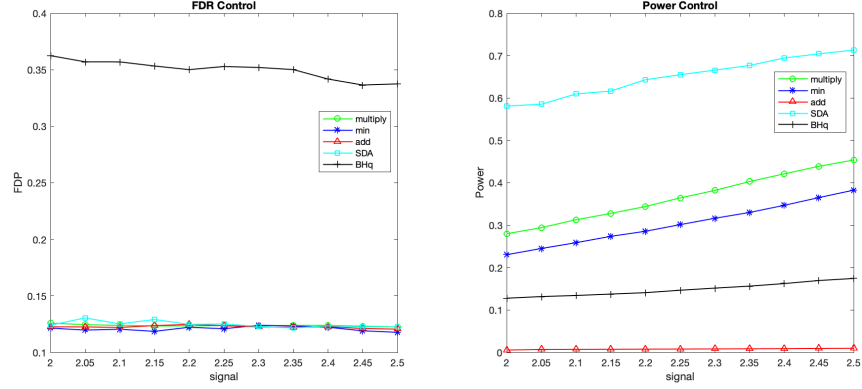 FDR Control
0.4
0.35
0.3
0.25
0.2
0.15
0.1
FDP
2 2.05 2.1 2.15 2.2 2.25 2.3 2.35 2.4 2.45 2.5
signal
multiply
min
add
SDA
BHq
Power Control
0.8
0.7
0.6
0.5
0.4
0.3
0.2
0.1
0
Power
2 2.05 2.1 2.15 2.2 2.25 2.3 2.35 2.4 2.45 2.5
signal
multiply
min
add
SDA
BHq